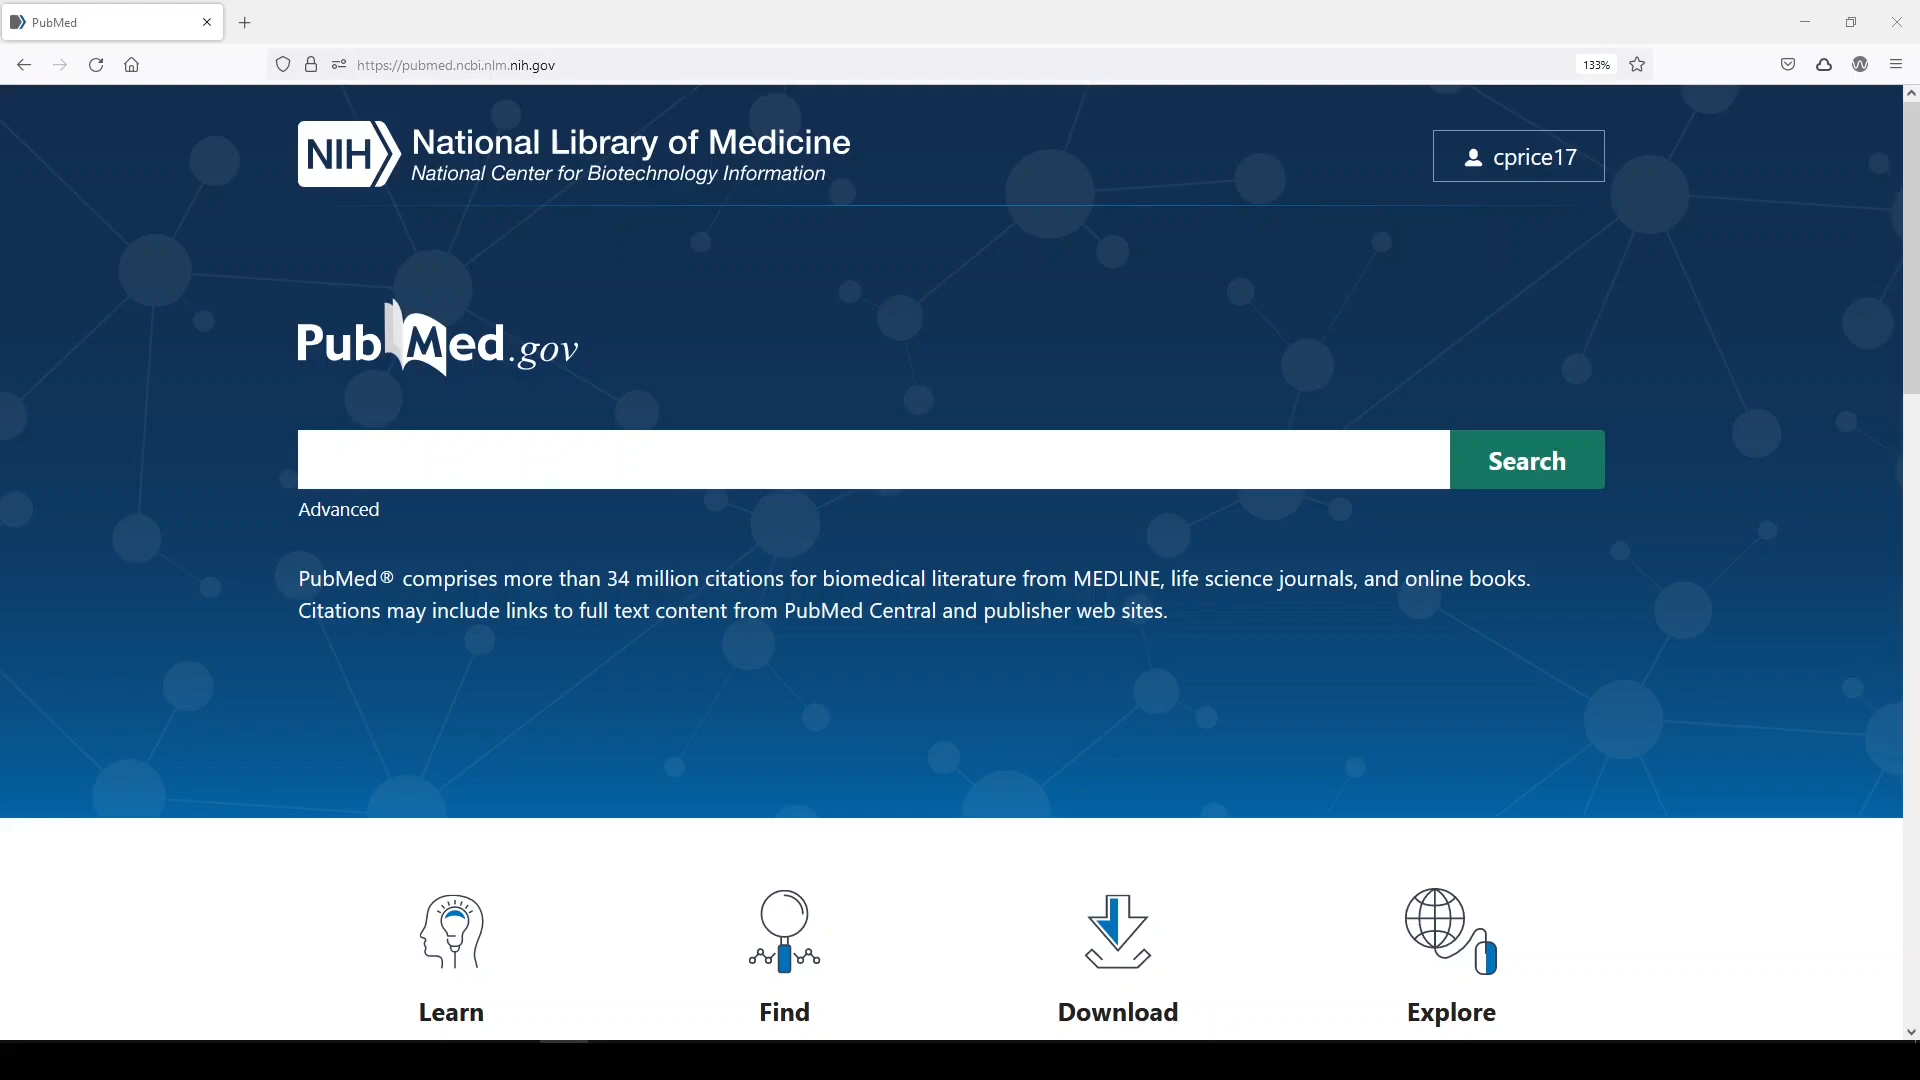 PubMed
https://pubmed.ncbi.nlm.nih.gov
133%
NIH National Library of Medicine
National Center for Biotechnology Information
cprice17
PubMed.gov
Search
Advanced
PubMed® comprises more than 34 million citations for biomedical literature from MEDLINE, life science journals, and online books.
Citations may include links to full text content from PubMed Central and publisher web sites.
Learn
Find
Download
Explore